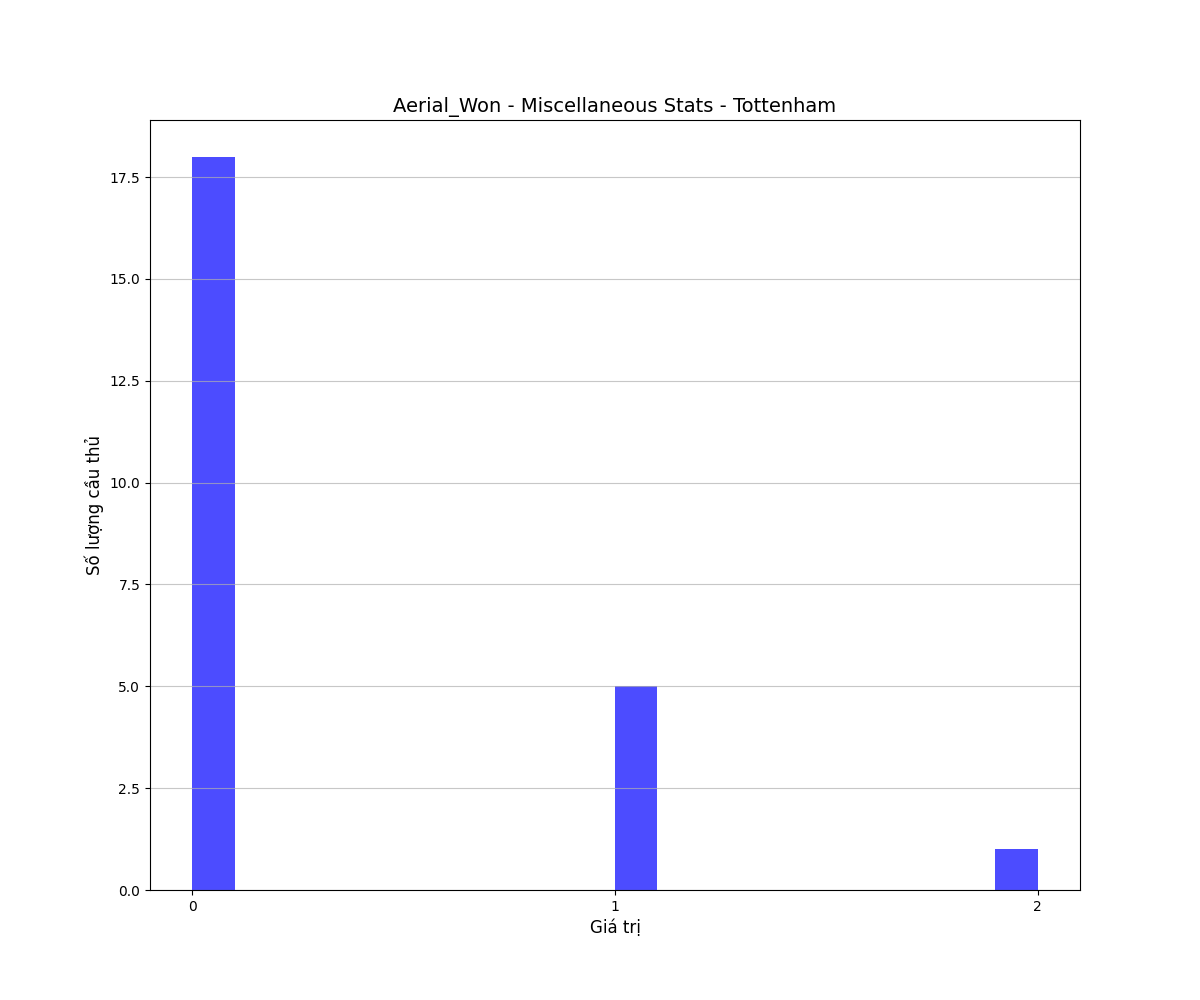 Aerial_Won - Miscellaneous Stats - Tottenham
17.5
15.0
12.5
10.0
7.5
5.0
2.5
0.0
Số lượng cầu thủ
0 1 2
Giá trị